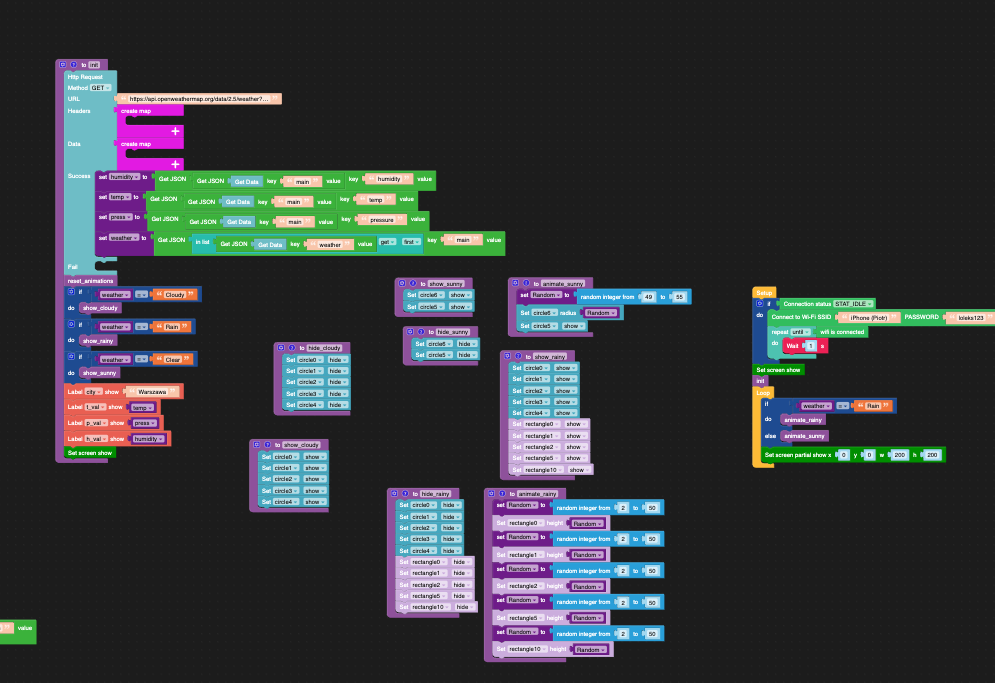 to init
Http Request
Method GET
URL “ https://api.openweathermap.org/data/2.5/weather?... ”
Headers create map
+
Data create map
+
Success set humidity to Get JSON Get JSON Get Data key “ main ” value key “ humidity ” value
set temp to Get JSON Get JSON Get Data key “ main ” value key “ temp ” value
set press to Get JSON Get JSON Get Data key “ main ” value key “ pressure ” value
set weather to Get JSON in list Get JSON Get Data key “ weather ” value get first key “ main ” value
Fail
reset_animations
if weather = “ Cloudy ”
do show_cloudy
if weather = “ Rain ”
do show_rainy
if weather = “ Clear ”
do show_sunny
Label city show “ Warszawa ”
Label t_val show temp
Label p_val show press
Label h_val show humidity
Set screen show
to hide_cloudy
Set circle0 hide
Set circle1 hide
Set circle2 hide
Set circle3 hide
Set circle4 hide
to show_cloudy
Set circle0 show
Set circle1 show
Set circle2 show
Set circle3 show
Set circle4 show
to show_sunny
Set circle6 show
Set circle5 show
to hide_sunny
Set circle6 hide
Set circle5 hide
to animate_sunny
set Random to random integer from 49 to 55
Set circle6 radius Random
Set circle5 show
to show_rainy
Set circle0 show
Set circle1 show
Set circle2 show
Set circle3 show
Set circle4 show
Set rectangle0 show
Set rectangle1 show
Set rectangle2 show
Set rectangle5 show
Set rectangle10 show
to hide_rainy
Set circle0 hide
Set circle1 hide
Set circle2 hide
Set circle3 hide
Set circle4 hide
Set rectangle0 hide
Set rectangle1 hide
Set rectangle2 hide
Set rectangle5 hide
Set rectangle10 hide
to animate_rainy
set Random to random integer from 2 to 50
Set rectangle0 height Random
set Random to random integer from 2 to 50
Set rectangle1 height Random
set Random to random integer from 2 to 50
Set rectangle2 height Random
set Random to random integer from 2 to 50
Set rectangle5 height Random
set Random to random integer from 2 to 50
Set rectangle10 height Random
Setup
if Connection status STAT_IDLE
do Connect to Wi-Fi SSID “ iPhone (Piotr) ” PASSWORD “ loleks123
repeat until wifi is connected
do Wait 1 s
Set screen show
init
Loop
if weather = “ Rain ”
do animate_rainy
else animate_sunny
Set screen partial show x 0 y 0 w 200 h 200
” value